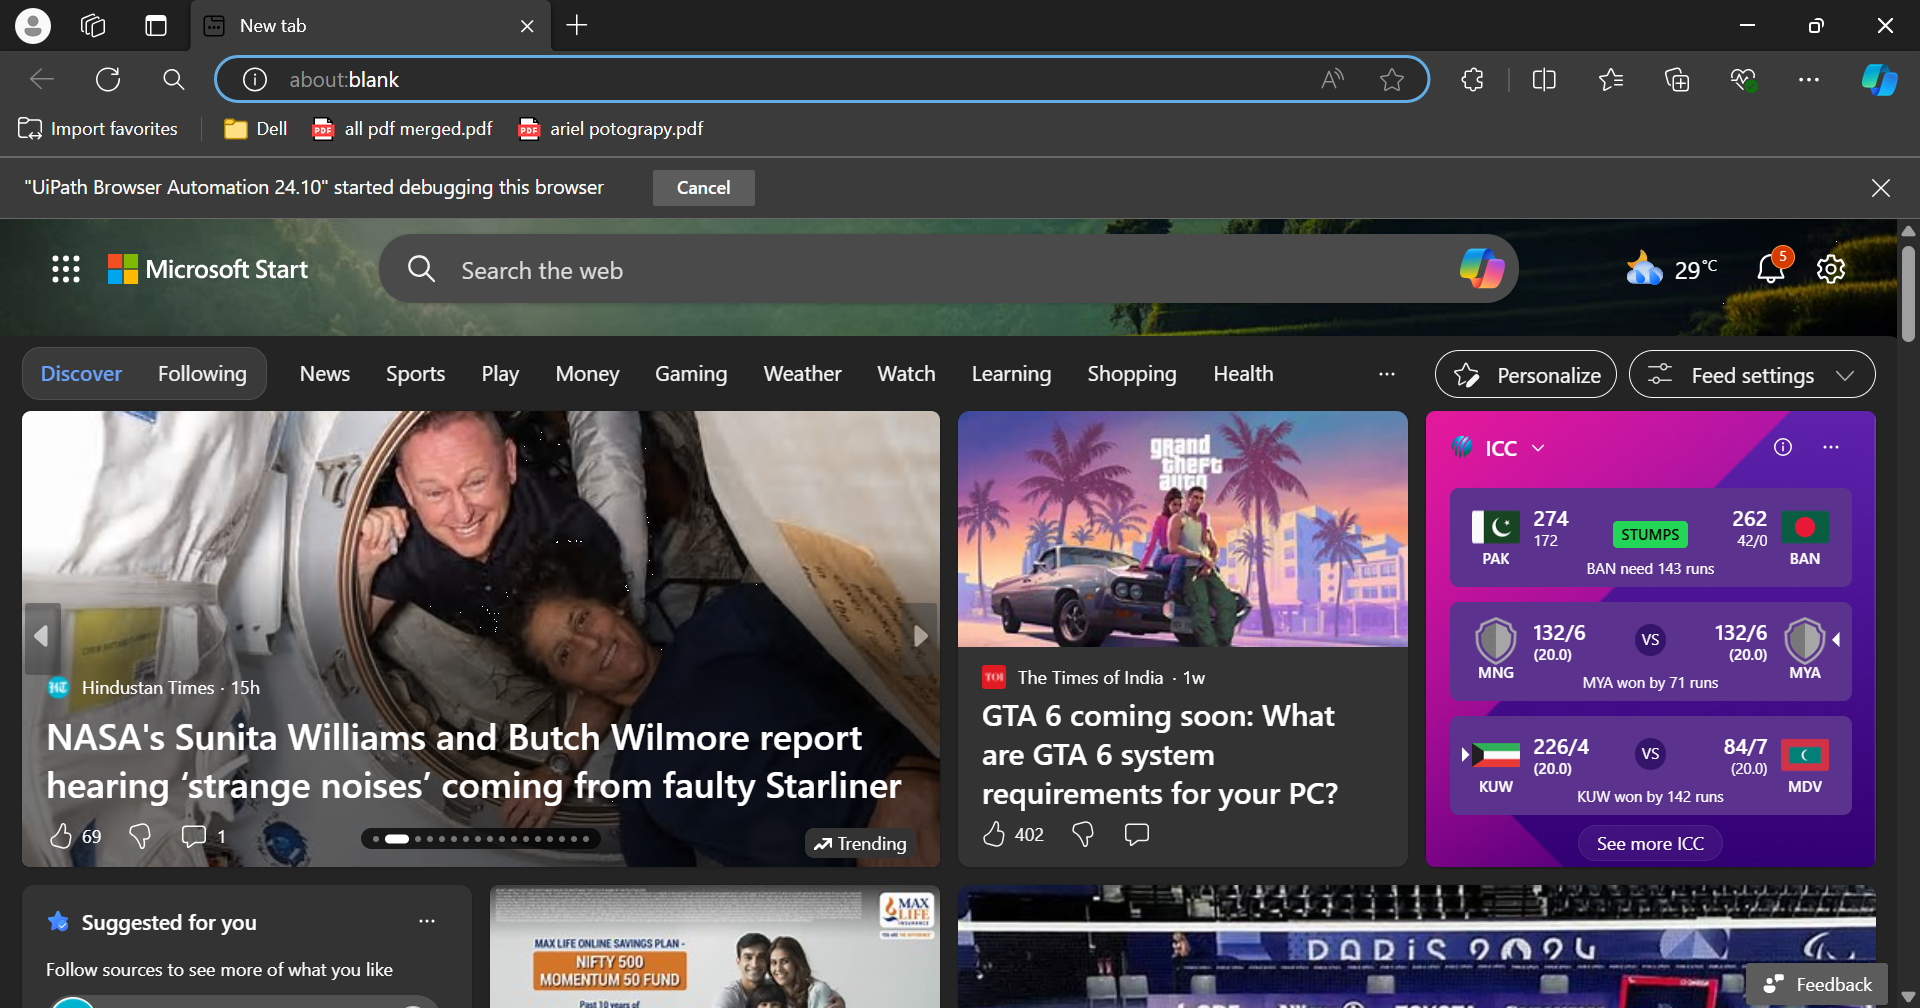 New tab
about:blank
Import favorites
Dell
all pdf merged.pdf
ariel potograpy.pdf
"UiPath Browser Automation 24.10" started debugging this browser
Cancel
Microsoft Start
Search the web
29°C
5
Discover
Following
News
Sports
Play
Money
Gaming
Weather
Watch
Learning
Shopping
Health
Personalize
Feed settings
Hindustan Times · 15h
NASA's Sunita Williams and Butch Wilmore report
hearing ‘strange noises’ coming from faulty Starliner
69
1
Trending
grand
theft
auto
TOI
The Times of India · 1w
GTA 6 coming soon: What
are GTA 6 system
requirements for your PC?
402
ICC
274
172
PAK
STUMPS
262
42/0
BAN
BAN need 143 runs
132/6
(20.0)
MNG
VS
132/6
(20.0)
MYA
MYA won by 71 runs
226/4
(20.0)
KUW
VS
84/7
(20.0)
MDV
KUW won by 142 runs
See more ICC
Suggested for you
Follow sources to see more of what you like
MAX
LIFE
INSURANCE
MAX LIFE ONLINE SAVINGS PLAN -
NIFTY 500
MOMENTUM 50 FUND
Past 10 years of
PARIS 2024
Feedback